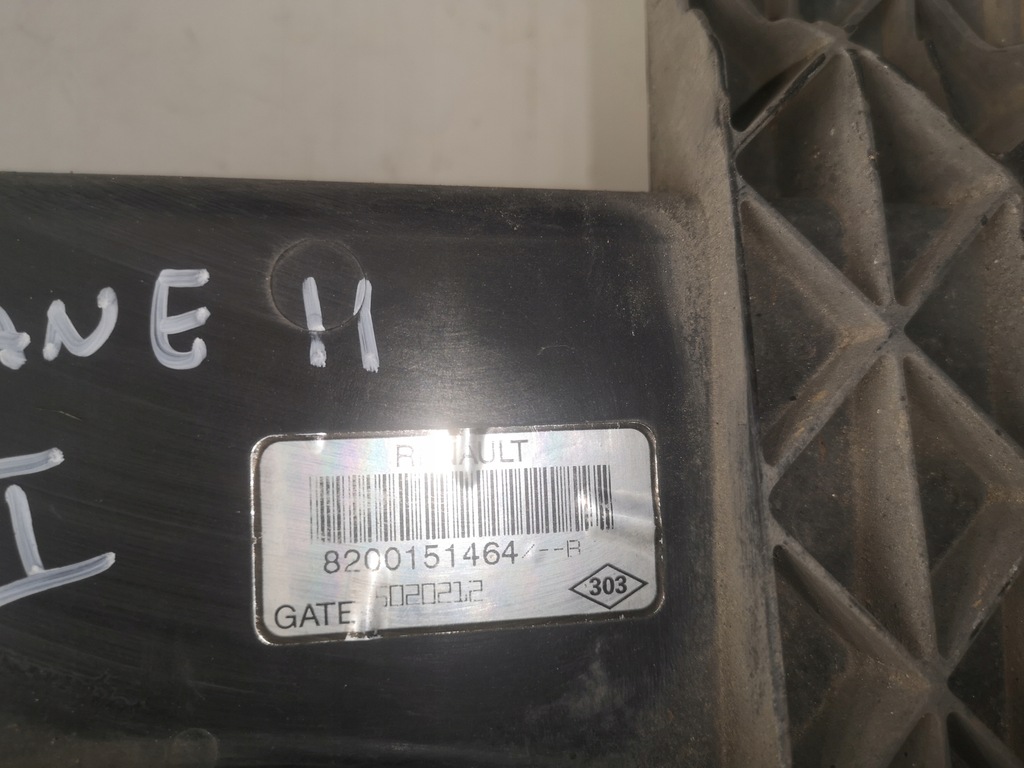 ANE II
I
RENAULT
8200151464/--B
GATE 5020212
303